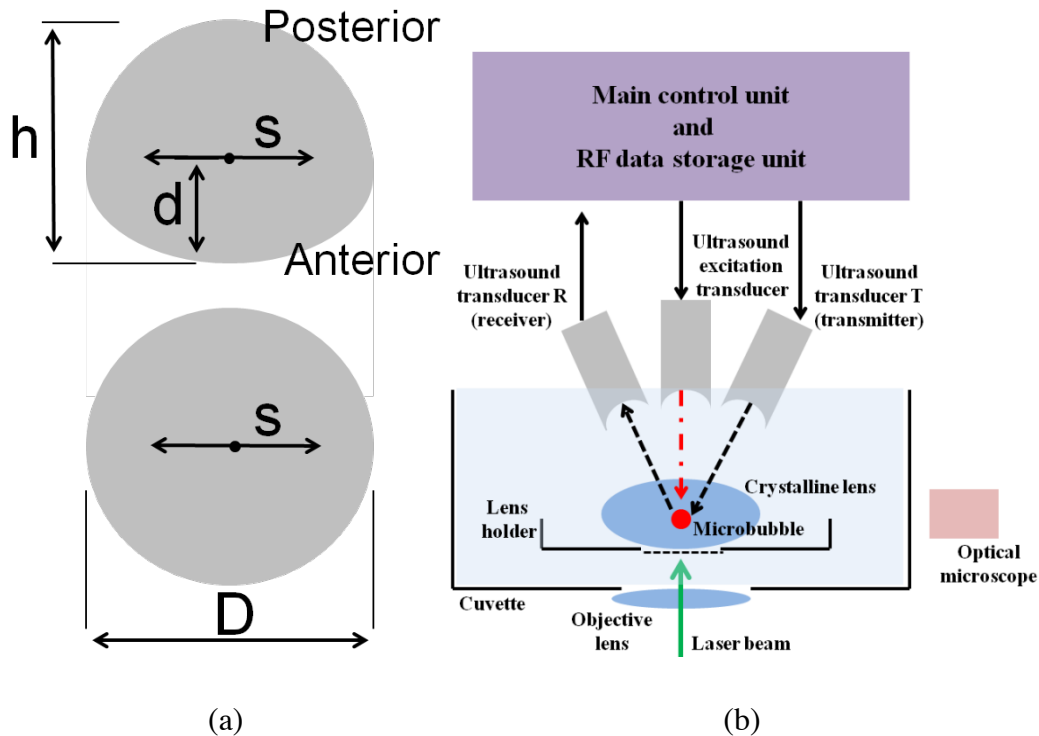 Posterior
h
s
d
Anterior
s
D
(a)
Main control unit
and
RF data storage unit
Ultrasound
transducer R
(receiver)
Ultrasound
excitation
transducer
Ultrasound
transducer T
(transmitter)
Crystalline lens
Lens
holder
Microbubble
Optical
microscope
Cuvette
Objective
lens
Laser beam
(b)